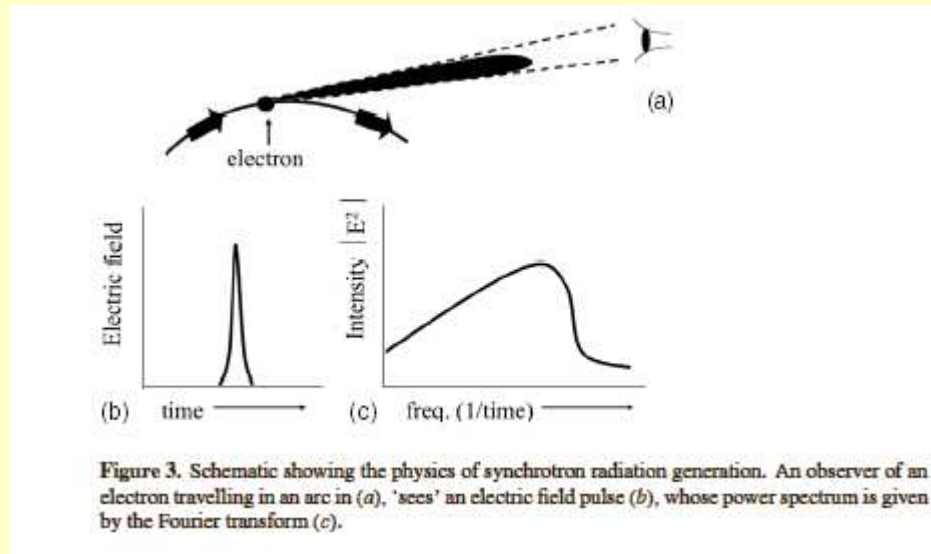 (a)
electron
Electric field
Intensity |E²|
(b) time
(c) freq. (1/time)
Figure 3. Schematic showing the physics of synchrotron radiation generation. An observer of an
electron travelling in an arc in (a), ‘sees’ an electric field pulse (b), whose power spectrum is given
by the Fourier transform (c).